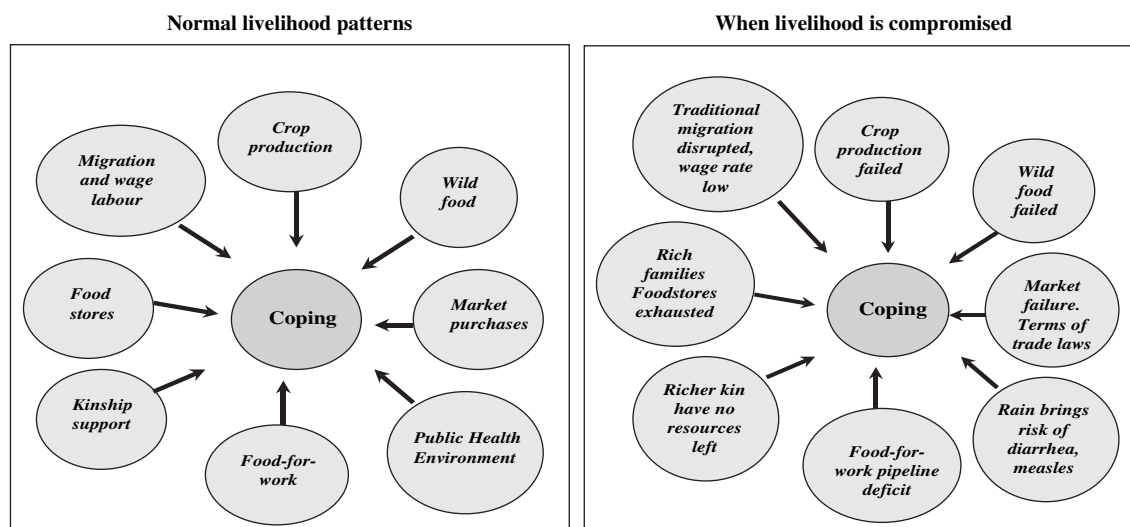 Normal livelihood patterns
Crop
production
Migration
and wage
labour
Wild
food
Food
stores
Coping
Market
purchases
Kinship
support
Food-for-
work
Public Health
Environment
When livelihood is compromised
Traditional
migration
disrupted,
wage rate
low
Crop
production
failed
Wild
food
failed
Rich
families
Foodstores
exhausted
Coping
Market
failure.
Terms of
trade laws
Richer kin
have no
resources
left
Food-for-
work pipeline
deficit
Rain brings
risk of
diarrhea,
measles